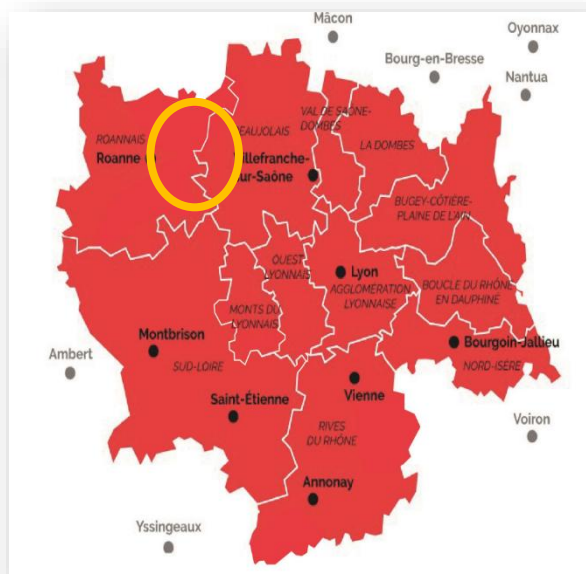 Mâcon
Oyonnax
Bourg-en-Bresse
Nantua
VAL DE SAÔNE-
DOMBES
ROANNAIS
EAUJOLAIS
LA DOMBES
Roanne
illefranche-
ur-Saône
BUGEY-CÔTIÈRE-
PLAINE DE L'AIN
OUEST
LYONNAIS
Lyon
AGGLOMÉRATION
LYONNAISE
BOUCLE DU RHÔNE
EN DAUPHINÉ
MONTS DU
LYONNAIS
Montbrison
Bourgoin-Jallieu
Ambert
SUD-LOIRE
NORD-ISÈRE
Vienne
Saint-Étienne
Voiron
RIVES
DU RHÔNE
Annonay
Yssingeaux